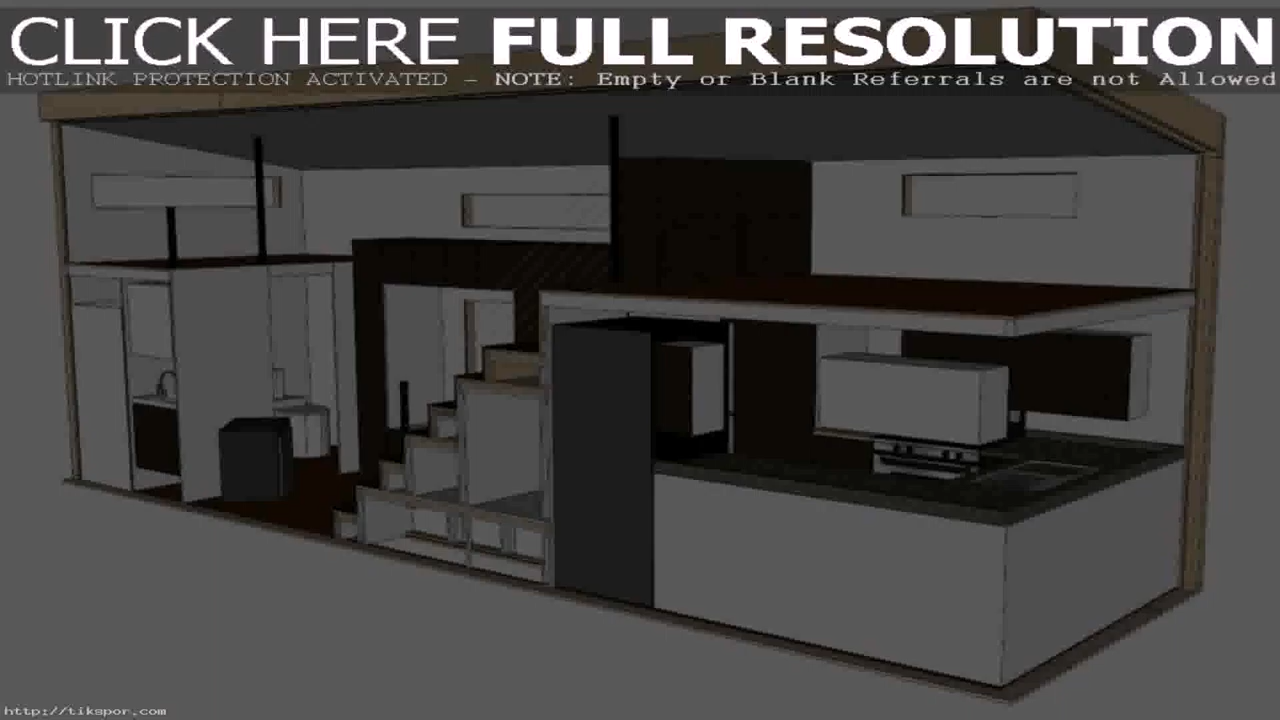 CLICK HERE FULL RESOLUTION
HOTLINK PROTECTION ACTIVATED - NOTE: Empty or Blank Referrals are not Allowed
http://tikspor.com